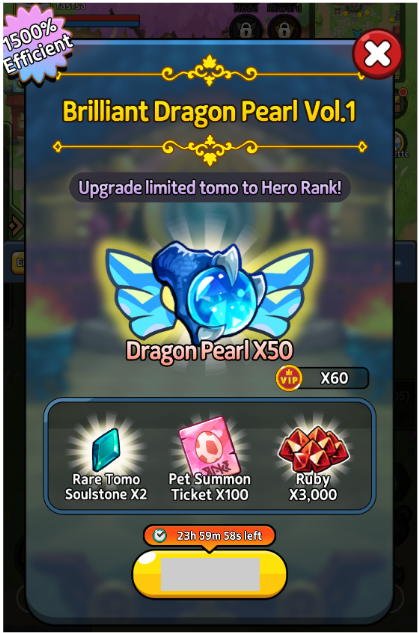 1500%
Efficient
Brilliant Dragon Pearl Vol.1
Upgrade limited tomo to Hero Rank!
Dragon Pearl X50
VIP X60
Rare Tomo
Soulstone X2
Pet Summon
Ticket X100
Ruby
X3,000
23h 59m 58s left